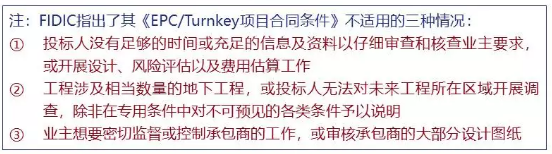 注：FIDIC指出了其《EPC/Turnkey项目合同条件》不适用的三种情况：
① 投标人没有足够的时间或充足的信息及资料以仔细审查和核查业主要求，
或开展设计、风险评估以及费用估算工作
② 工程涉及相当数量的地下工程，或投标人无法对未来工程所在区域开展调
查，除非在专用条件中对不可预见的各类条件予以说明
③ 业主想要密切监督或控制承包商的工作，或审核承包商的大部分设计图纸